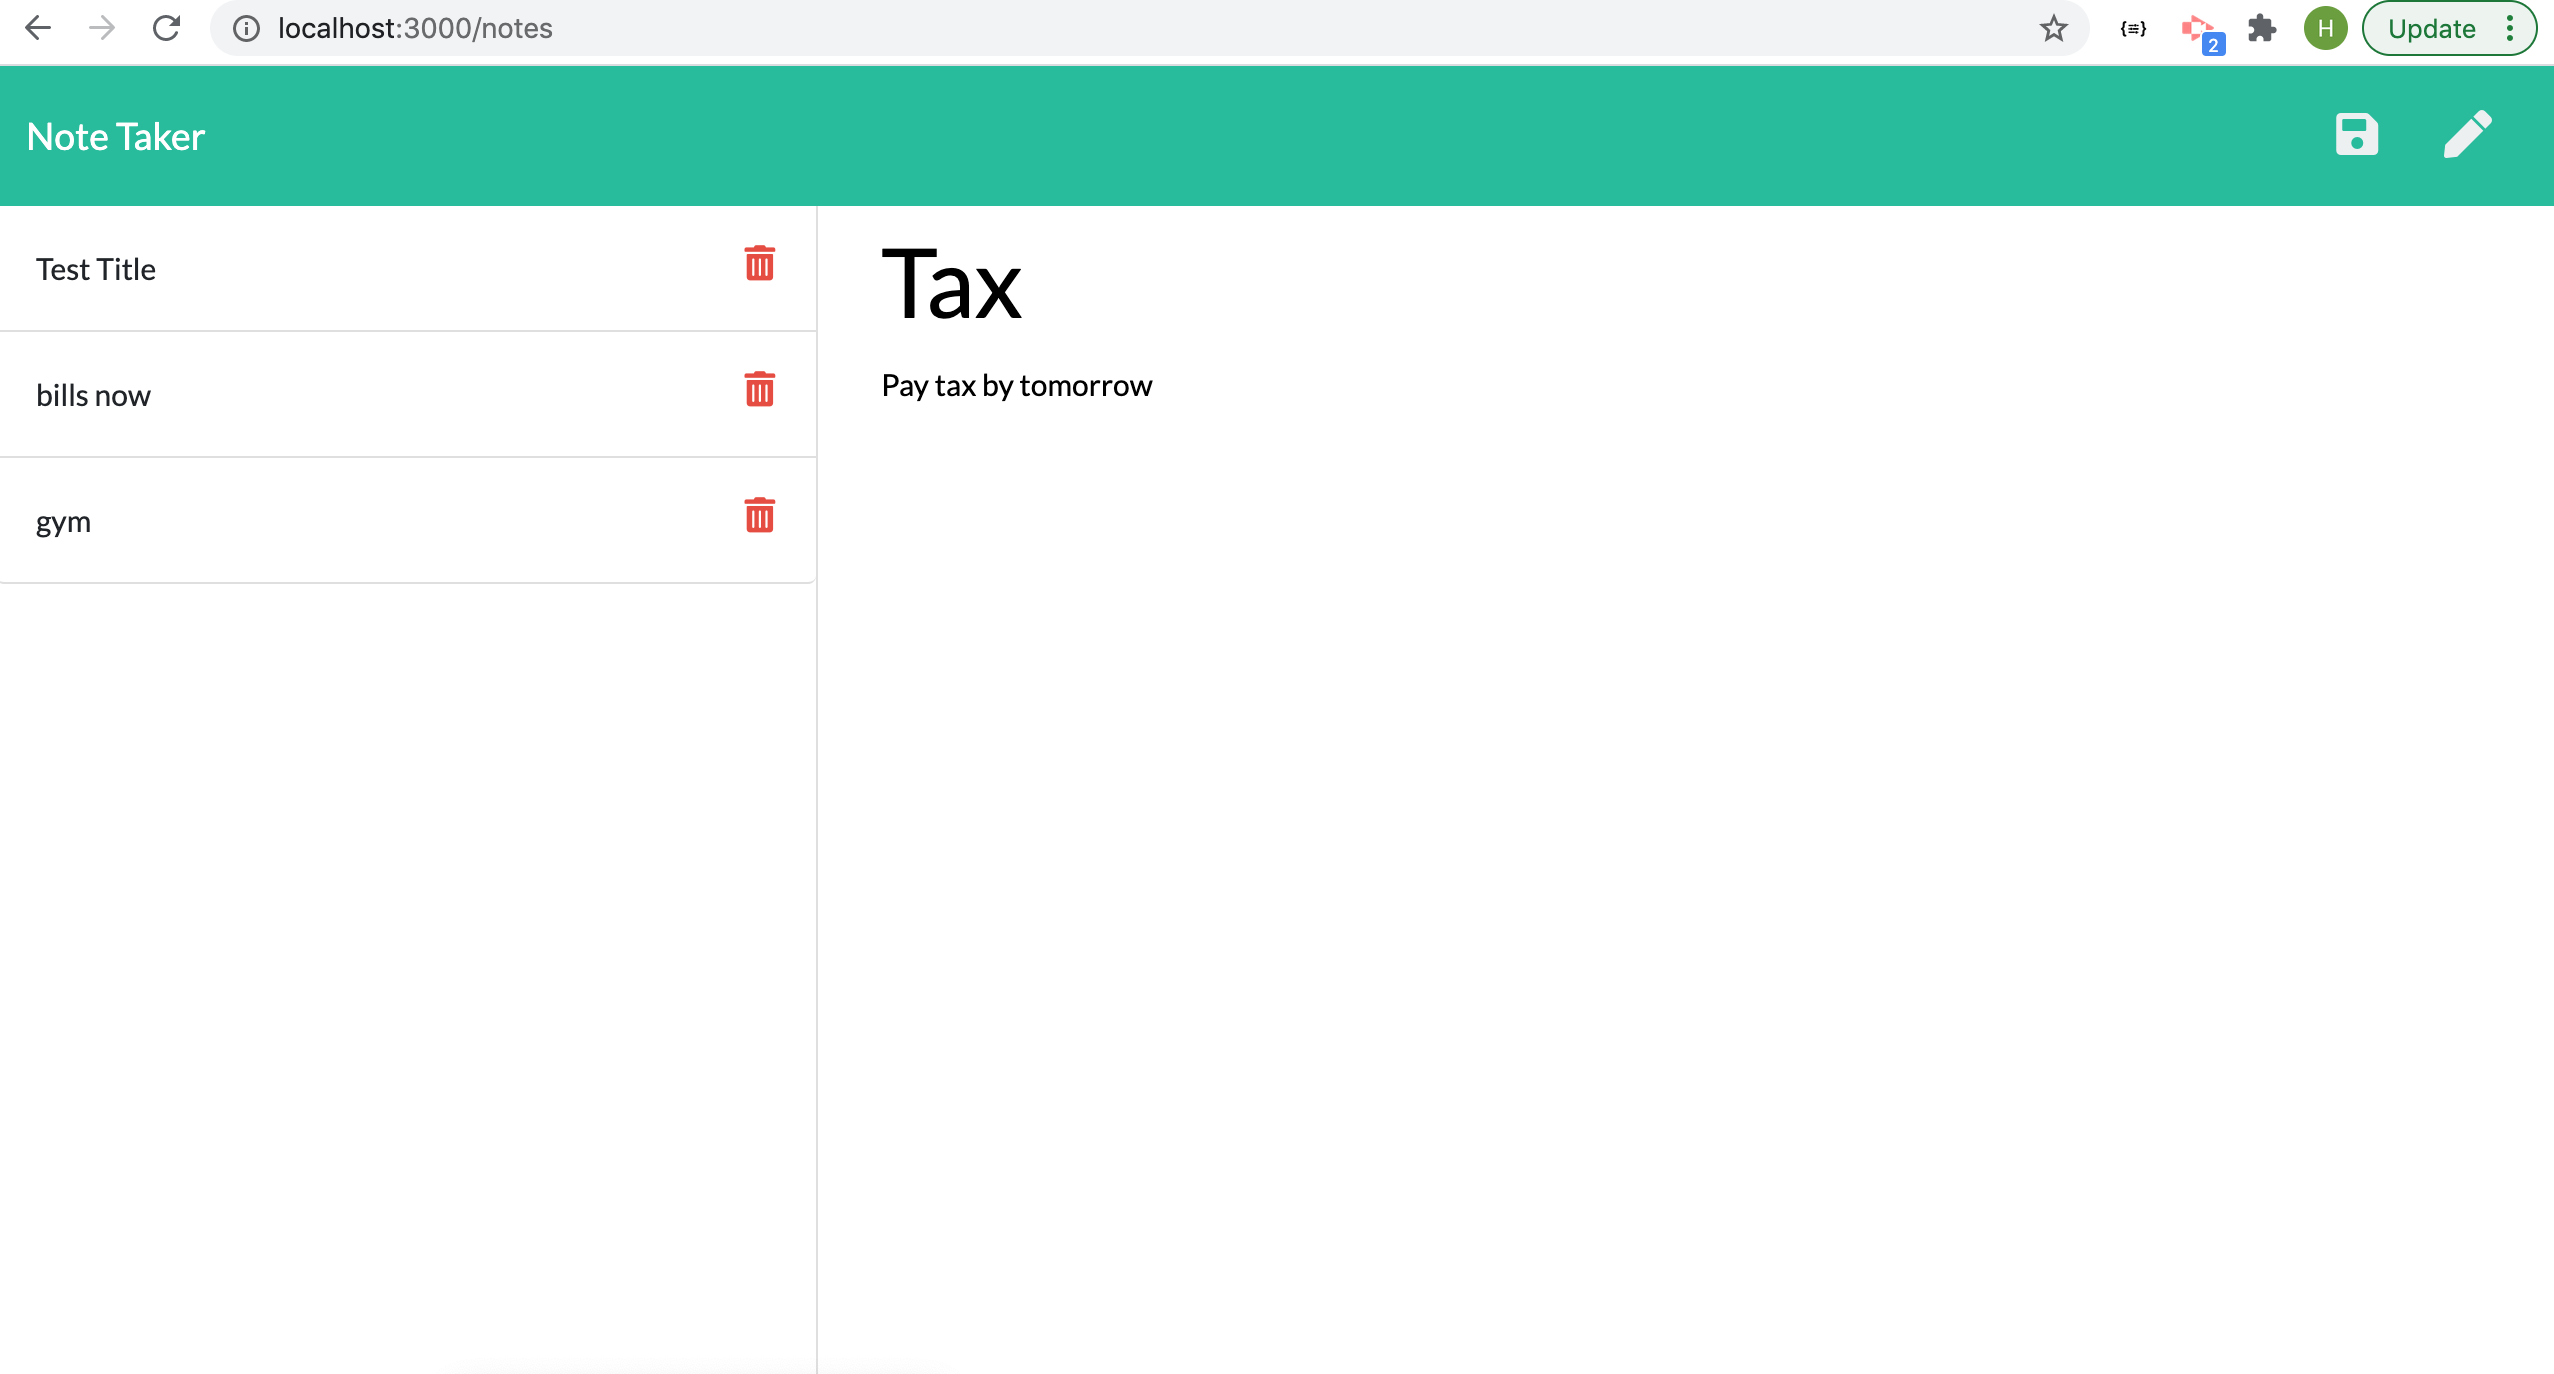 localhost:3000/notes
2
H
Update
Note Taker
Test Title
bills now
gym
Tax
Pay tax by tomorrow